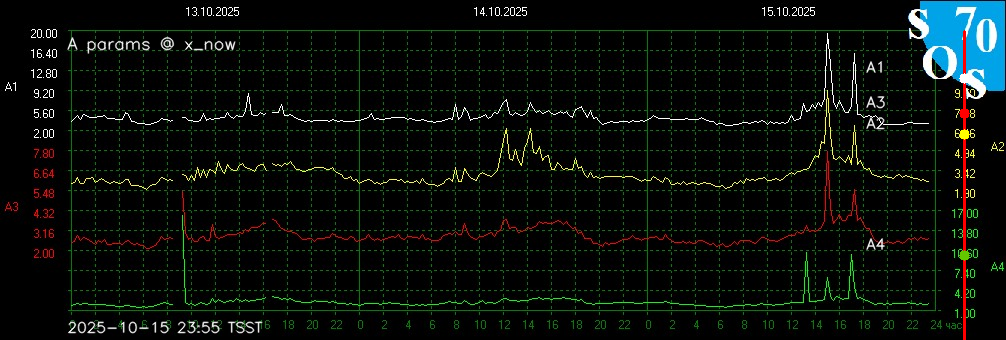 13.10.2025 14.10.2025 15.10.2025
S 70
OS
A params @ x_now
A1
20.00
16.40
12.80
9.20
5.60
2.00
A3
7.80
6.64
5.48
4.32
3.16
2.00
A1
A3
A2
A4
A2
4.94
3.42
1.90
A4
17.00
13.80
10.60
7.40
4.20
1.00
2025-10-15 23:55 TSST
16 18 20 22 0 2 4 6 8 10 12 14 16 18 20 22 0 2 4 6 8 10 12 14 16 18 20 22 24 час